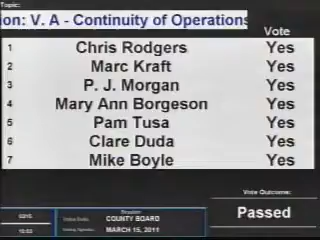 Topic:
ion: V. A - Continuity of Operations
Vote
1 Chris Rodgers Yes
2 Marc Kraft Yes
3 P. J. Morgan Yes
4 Mary Ann Borgeson Yes
5 Pam Tusa Yes
6 Clare Duda Yes
7 Mike Boyle Yes
Vote Outcome:
Passed
COUNTY BOARD
MARCH 15, 2011